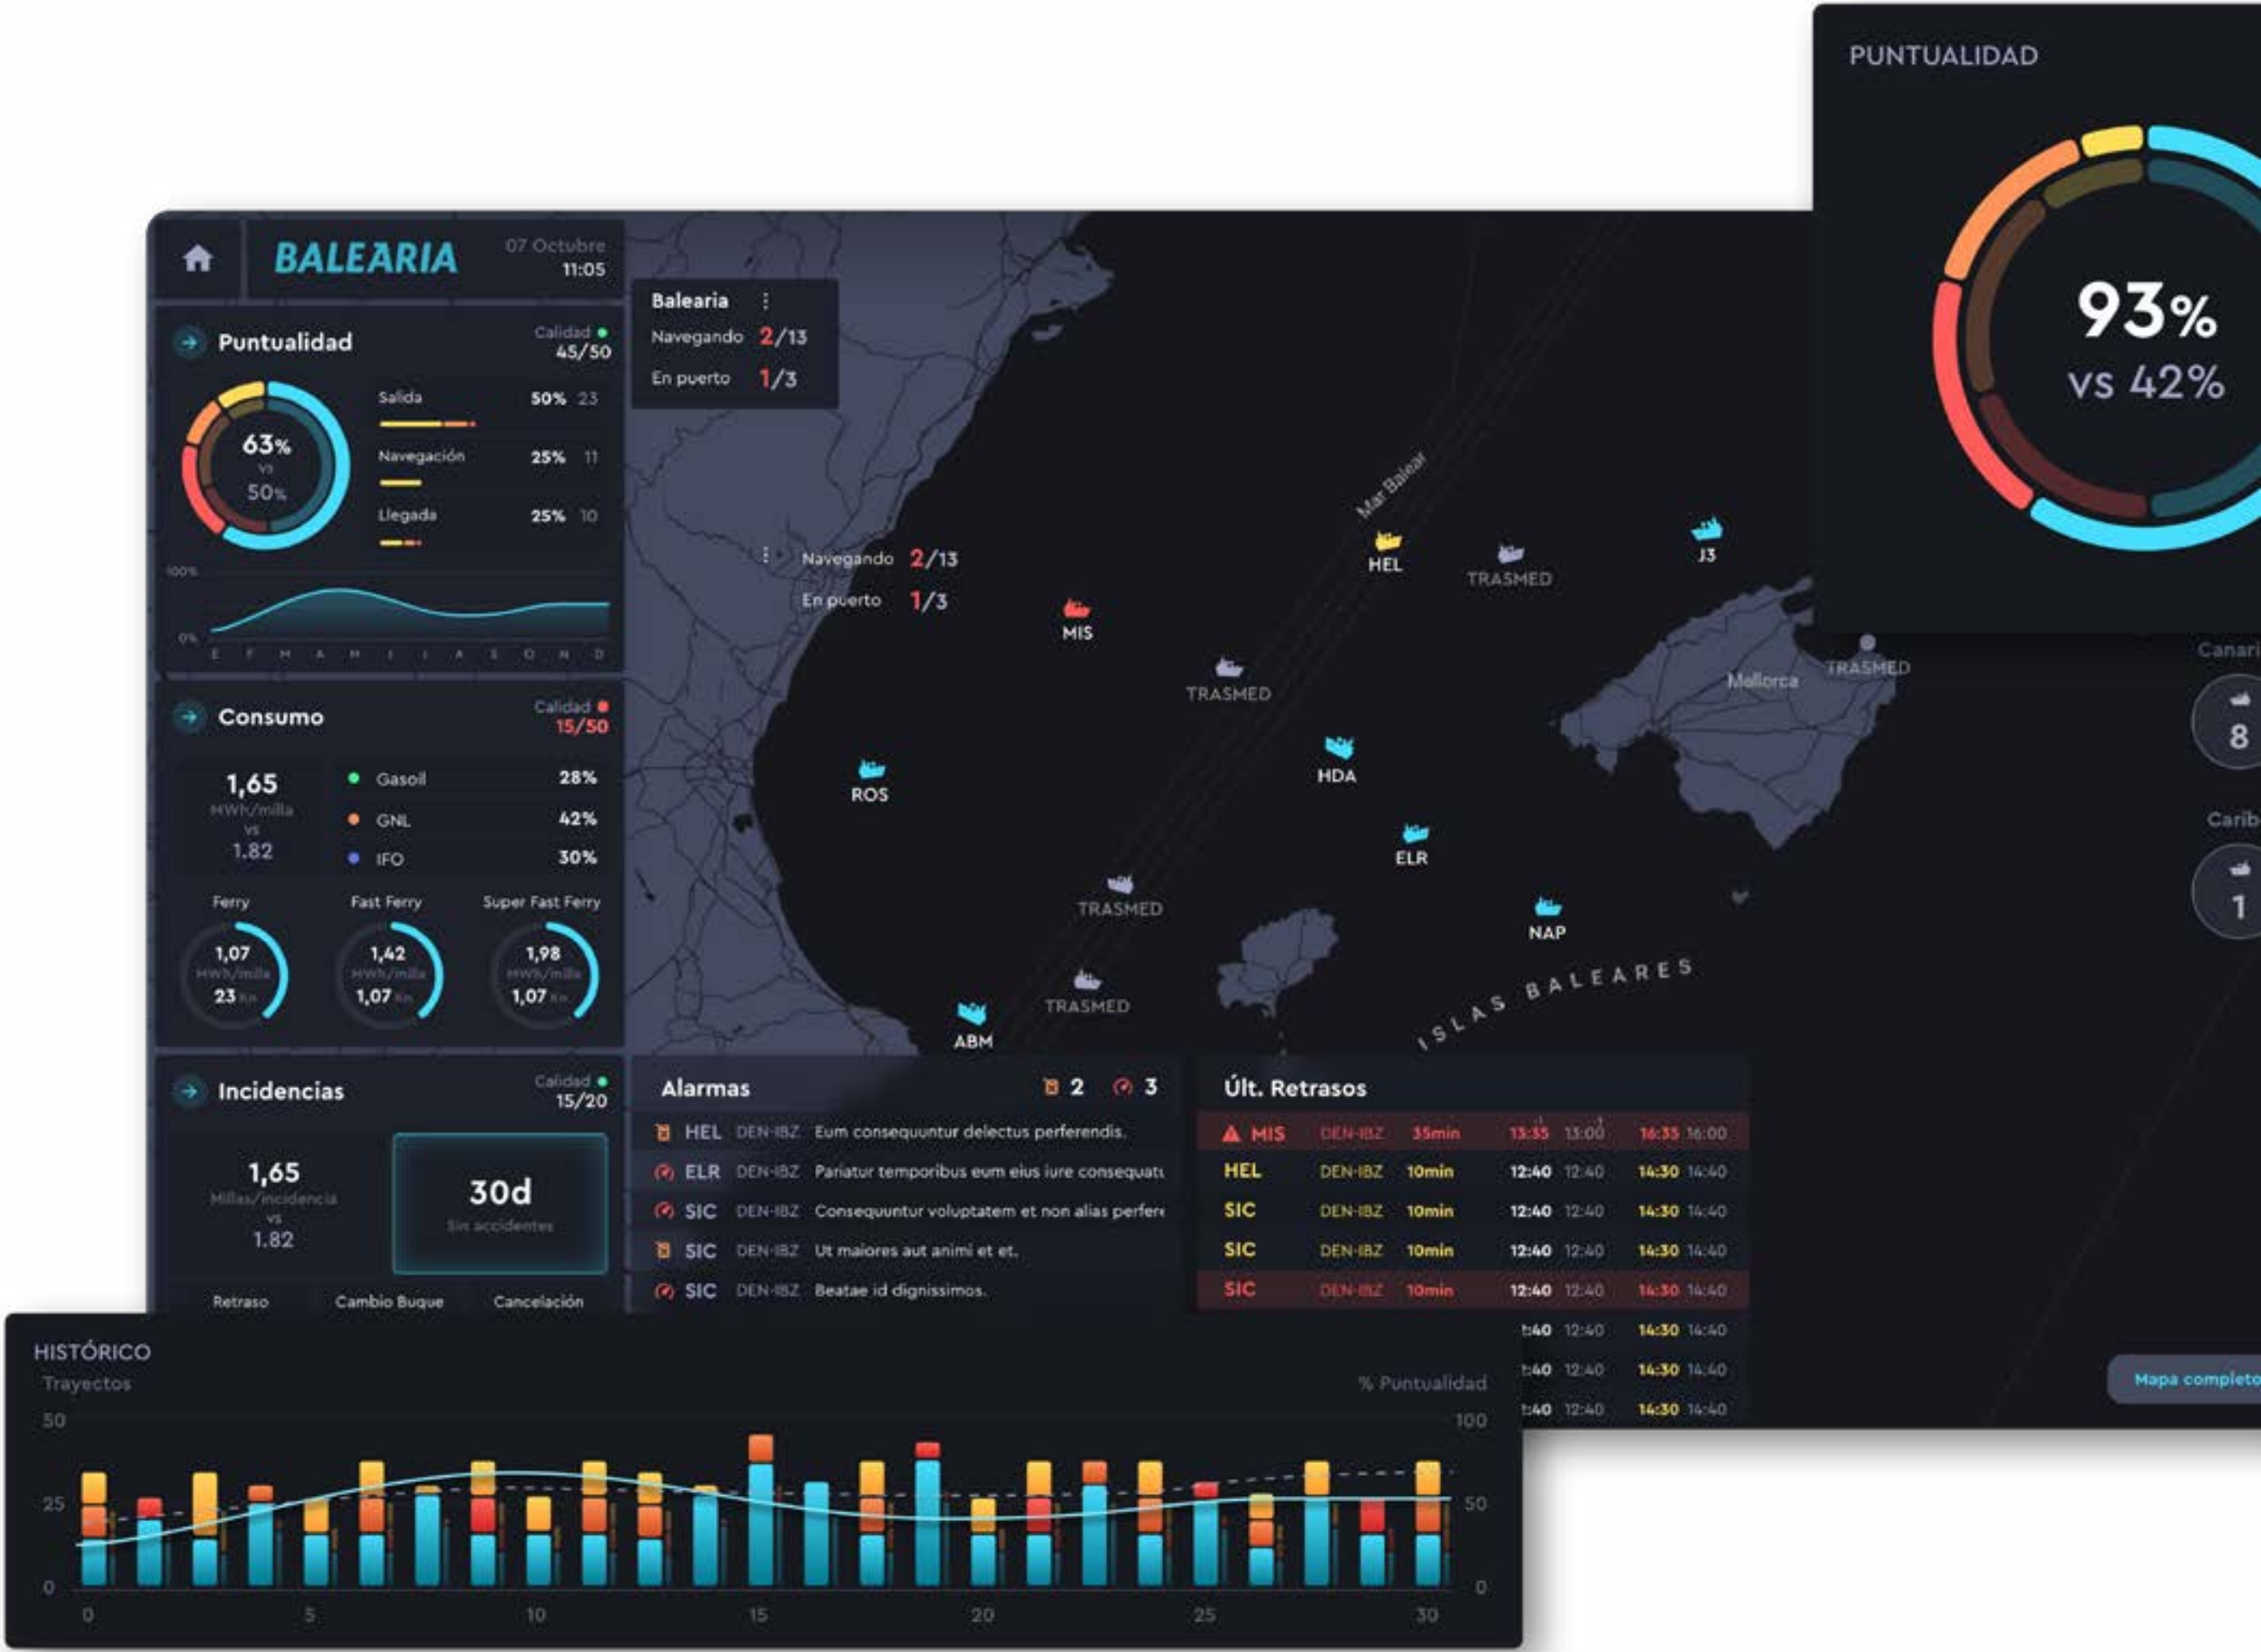 PUNTUALIDAD
93%
vs 42%
BALEARIA
07 Octubre
11:05
Puntualidad
Calidad
45/50
63%
vs
50%
Salida 50% 23
Navegación 25% 11
Llegada 25% 10
100%
0%
E F M A M J J A S O N D
Consumo
Calidad
15/50
1,65
MWh/milla
vs
1.82
Gasoil 28%
GNL 42%
IFO 30%
Ferry
1,07
MWh/milla
23 Kn
Fast Ferry
1,42
MWh/milla
1,07 Kn
Super Fast Ferry
1,98
MWh/milla
1,07 Kn
Incidencias
Calidad
15/20
1,65
Millas/incidencia
vs
1.82
30d
Sin accidentes
Retraso Cambio Buque Cancelación
Balearia
Navegando 2/13
En puerto 1/3
Navegando 2/13
En puerto 1/3
Mar Balear
HEL
TRASMED
J3
MIS
TRASMED
Mallorca
TRASMED
ROS
HDA
ELR
TRASMED
NAP
TRASMED
ABM
ISLAS BALEARES
Canari
8
Carib
1
Alarmas 2 3
HEL DEN-IBZ Eum consequuntur delectus perferendis.
ELR DEN-IBZ Pariatur temporibus eum eius iure consequatu
SIC DEN-IBZ Consequuntur voluptatem et non alias perfere
SIC DEN-IBZ Ut maiores aut animi et et.
SIC DEN-IBZ Beatae id dignissimos.
Últ. Retrasos
MIS DEN-IBZ 35min 13:35 13:00 16:35 16:00
HEL DEN-IBZ 10min 12:40 12:40 14:30 14:40
SIC DEN-IBZ 10min 12:40 12:40 14:30 14:40
SIC DEN-IBZ 10min 12:40 12:40 14:30 14:40
SIC DEN-IBZ 10min 12:40 12:40 14:30 14:40
:40 12:40 14:30 14:40
:40 12:40 14:30 14:40
:40 12:40 14:30 14:40
Mapa completo
HISTÓRICO
Trayectos
% Puntualidad
50
25
0
100
50
0
0 5 10 15 20 25 30